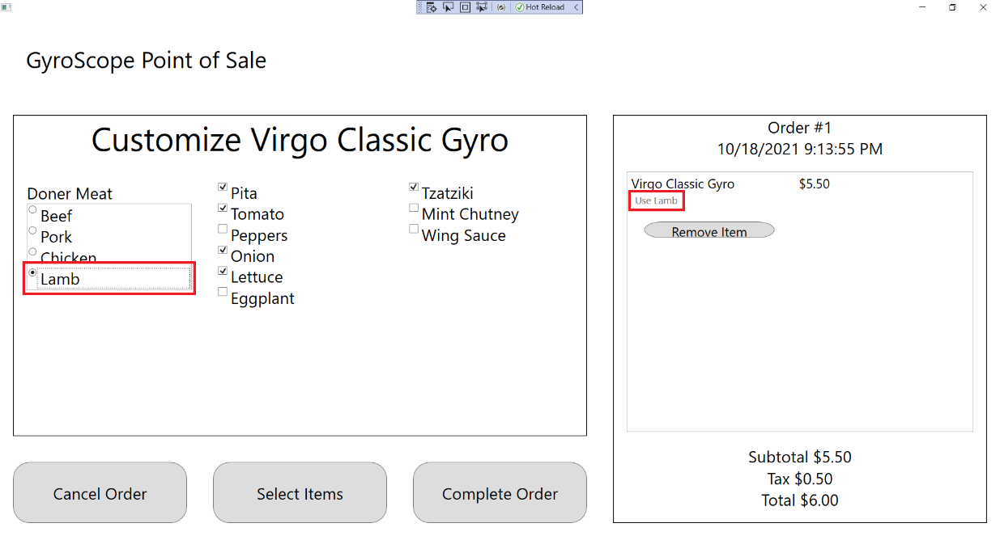 Hot Reload
GyroScope Point of Sale
Customize Virgo Classic Gyro
Doner Meat
Beef
Pork
Chicken
Lamb
Pita
Tomato
Peppers
Onion
Lettuce
Eggplant
Tzatziki
Mint Chutney
Wing Sauce
Cancel Order
Select Items
Complete Order
Order #1
10/18/2021 9:13:55 PM
Virgo Classic Gyro $5.50
Use Lamb
Remove Item
Subtotal $5.50
Tax $0.50
Total $6.00